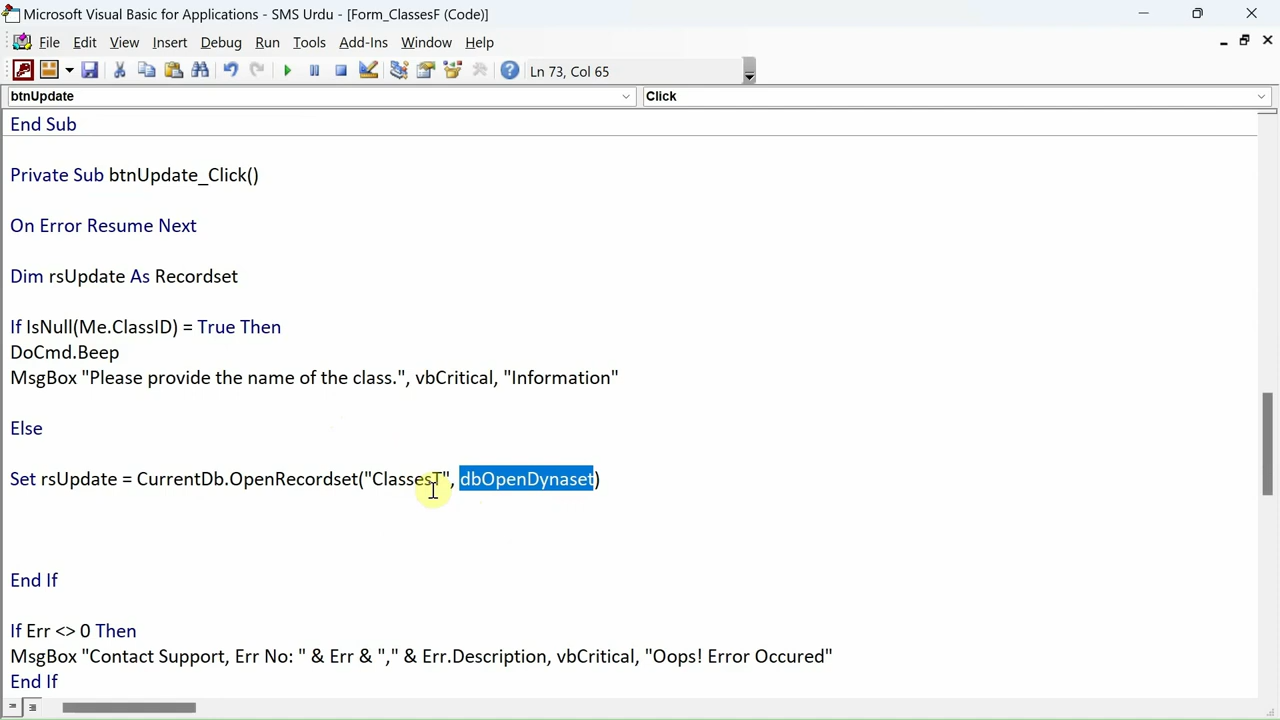 Microsoft Visual Basic for Applications - SMS Urdu - [Form_ClassesF (Code)]
File Edit View Insert Debug Run Tools Add-Ins Window Help
Ln 73, Col 65
btnUpdate Click
End Sub
Private Sub btnUpdate_Click()
On Error Resume Next
Dim rsUpdate As Recordset
If IsNull(Me.ClassID) = True Then
DoCmd.Beep
MsgBox "Please provide the name of the class.", vbCritical, "Information"
Else
Set rsUpdate = CurrentDb.OpenRecordset("ClassesT", dbOpenDynaset)
End If
If Err <> 0 Then
MsgBox "Contact Support, Err No: " & Err & "," & Err.Description, vbCritical, "Oops! Error Occured"
End If